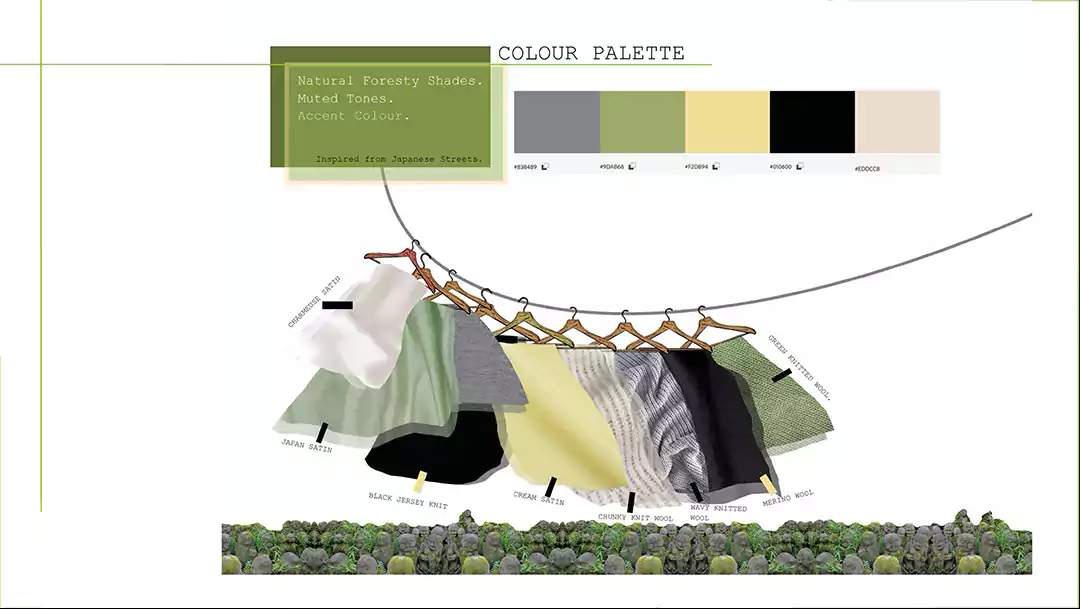 COLOUR PALETTE
Natural Foresty Shades.
Muted Tones.
Accent Colour.
Inspired from Japanese Streets.
#838489
#9DAB68
#F2DB94
#010600
#EDDCCB
CHARMEUSE SATIN
GREEN KNITTED WOOL.
JAPAN SATIN
BLACK JERSEY KNIT
CREAM SATIN
CHUNKY KNIT WOOL
WAVY KNITTED
WOOL
MERINO WOOL